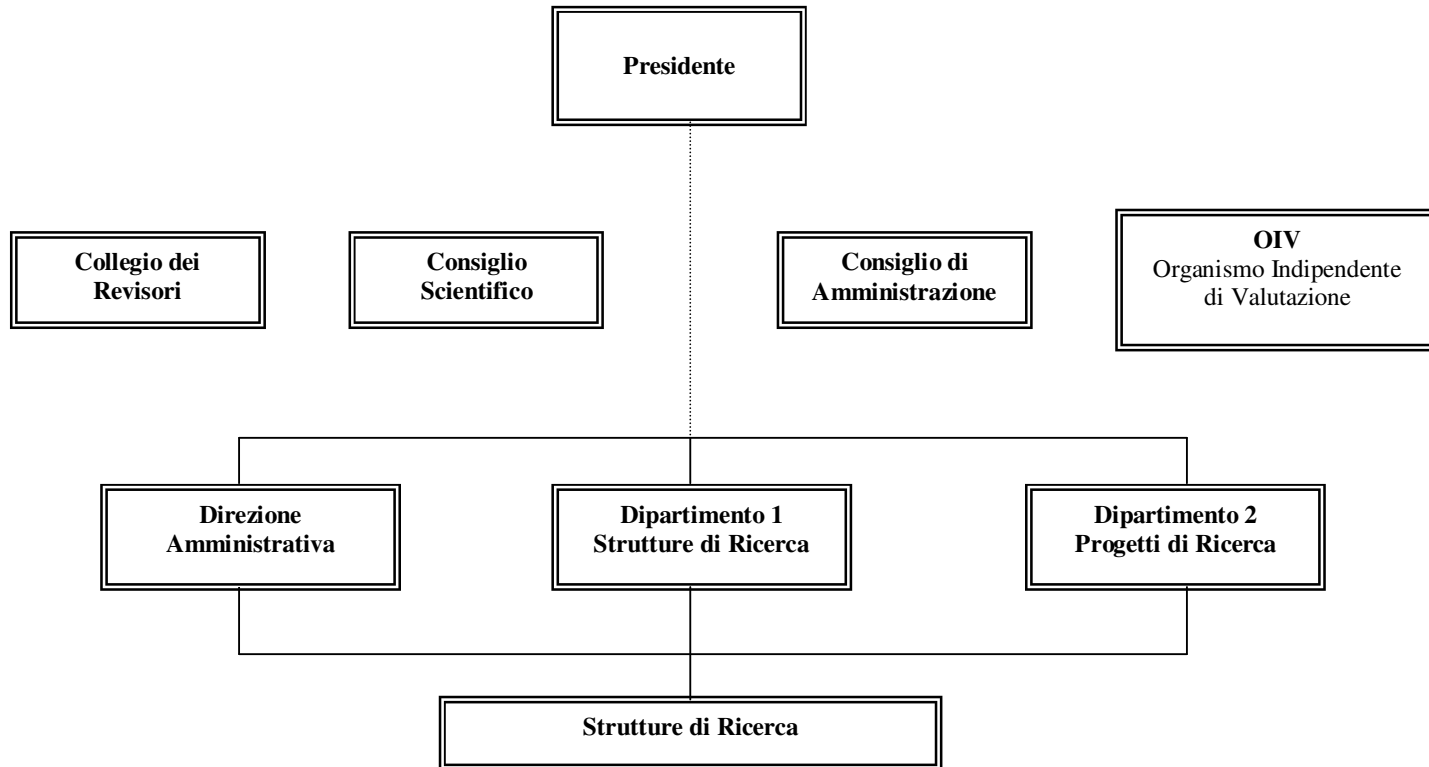 Presidente
Collegio dei
Revisori
Consiglio
Scientifico
Consiglio di
Amministrazione
OIV
Organismo Indipendente
di Valutazione
Direzione
Amministrativa
Dipartimento 1
Strutture di Ricerca
Dipartimento 2
Progetti di Ricerca
Strutture di Ricerca